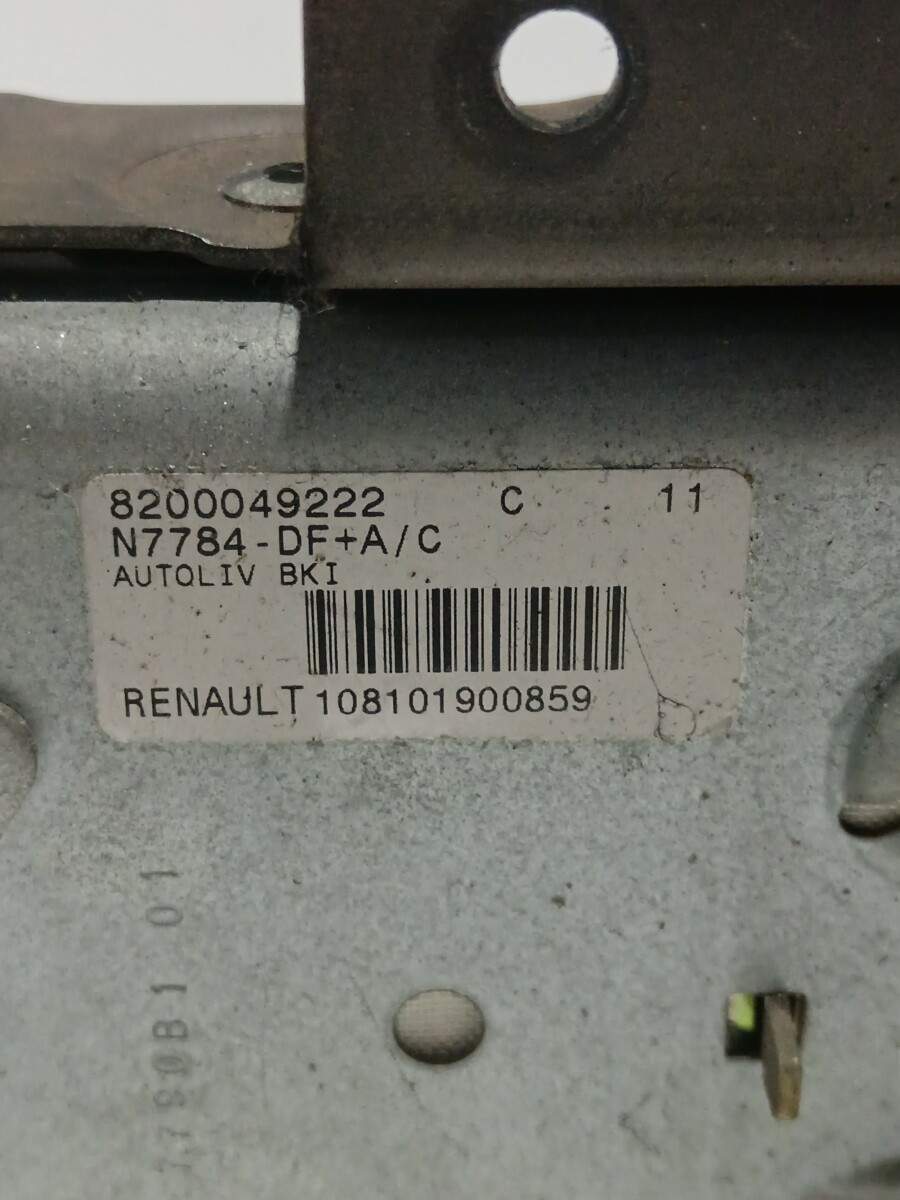 8200049222 C 11
N7784-DF+A/C
AUTOLIV BKI
RENAULT 108101900859